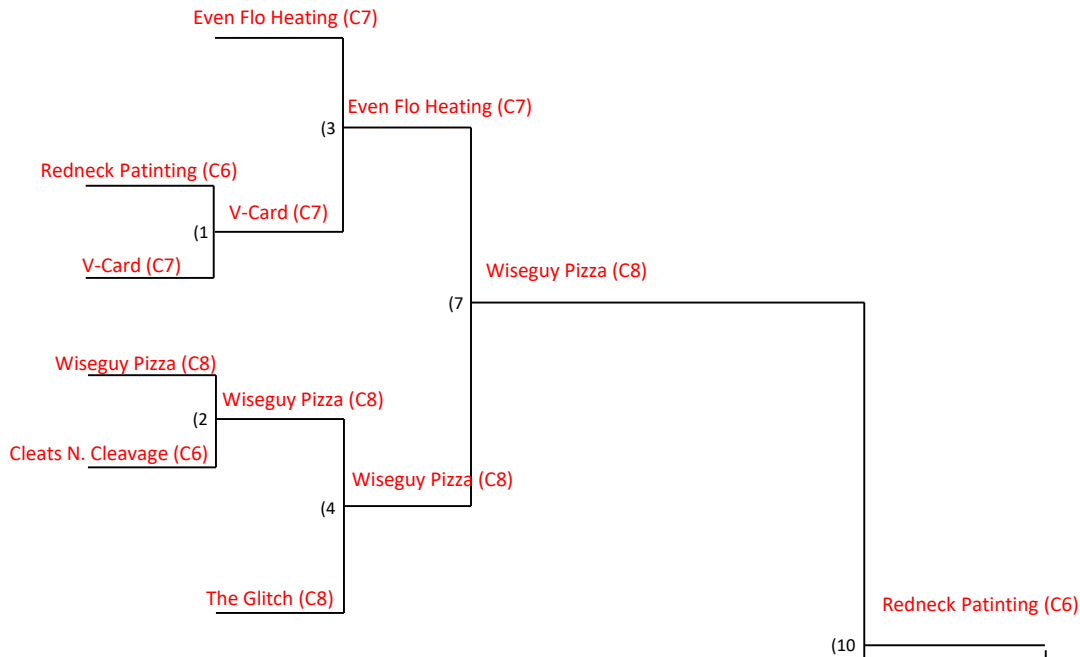 Even Flo Heating (C7)
Even Flo Heating (C7)
(3
Redneck Patinting (C6)
V-Card (C7)
(1
V-Card (C7)
Wiseguy Pizza (C8)
(7
Wiseguy Pizza (C8)
Wiseguy Pizza (C8)
(2
Cleats N. Cleavage (C6)
Wiseguy Pizza (C8)
(4
The Glitch (C8)
Redneck Patinting (C6)
(10